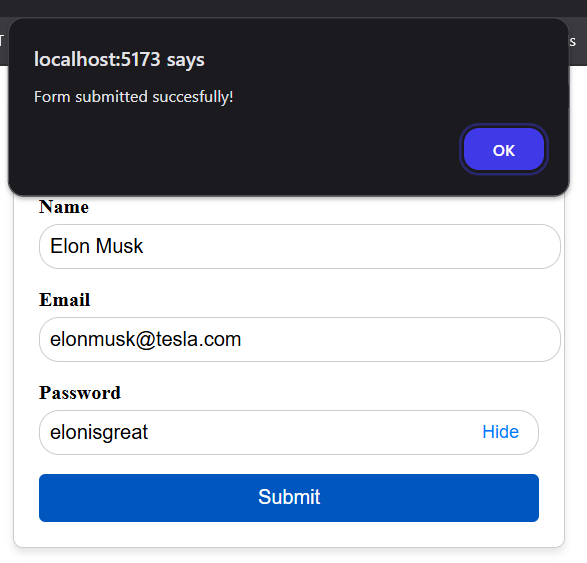 localhost:5173 says
Form submitted succesfully!
OK
Name
Elon Musk
Email
elonmusk@tesla.com
Password
elonisgreat Hide
Submit